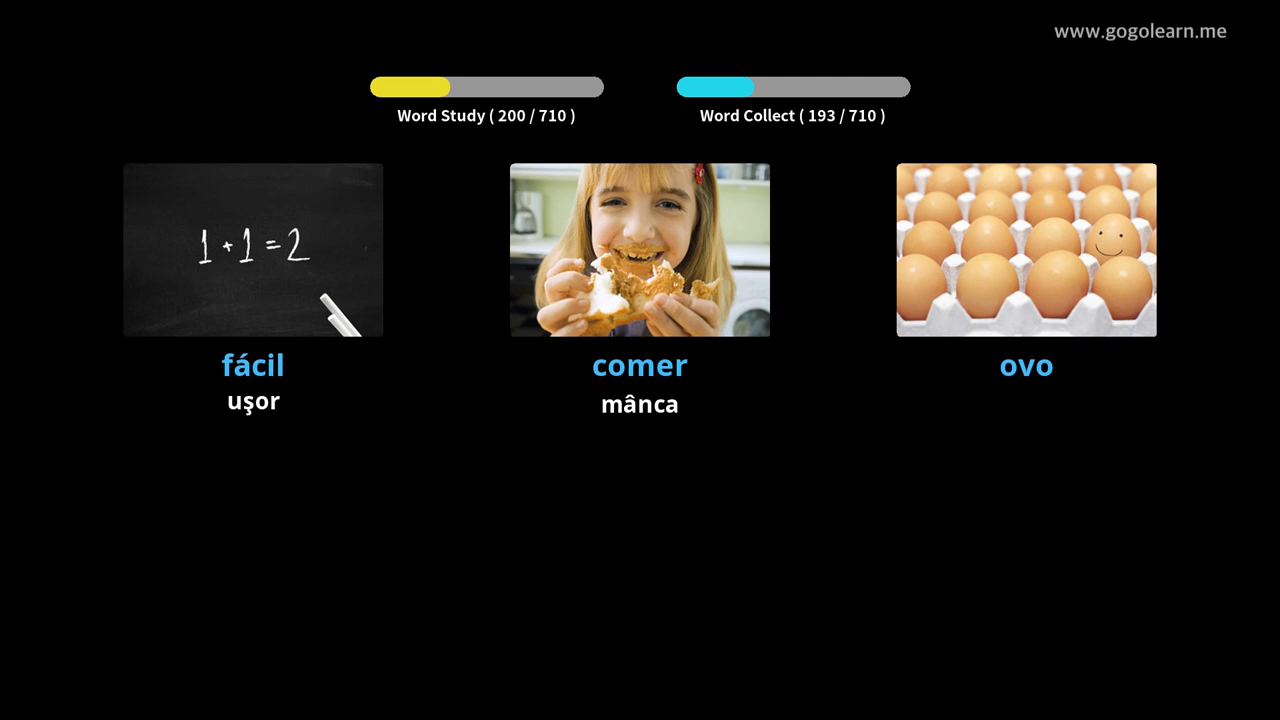 www.gogolearn.me
Word Study ( 200 / 710 )
Word Collect ( 193 / 710 )
1 + 1 = 2
fácil
uşor
comer
mânca
ovo